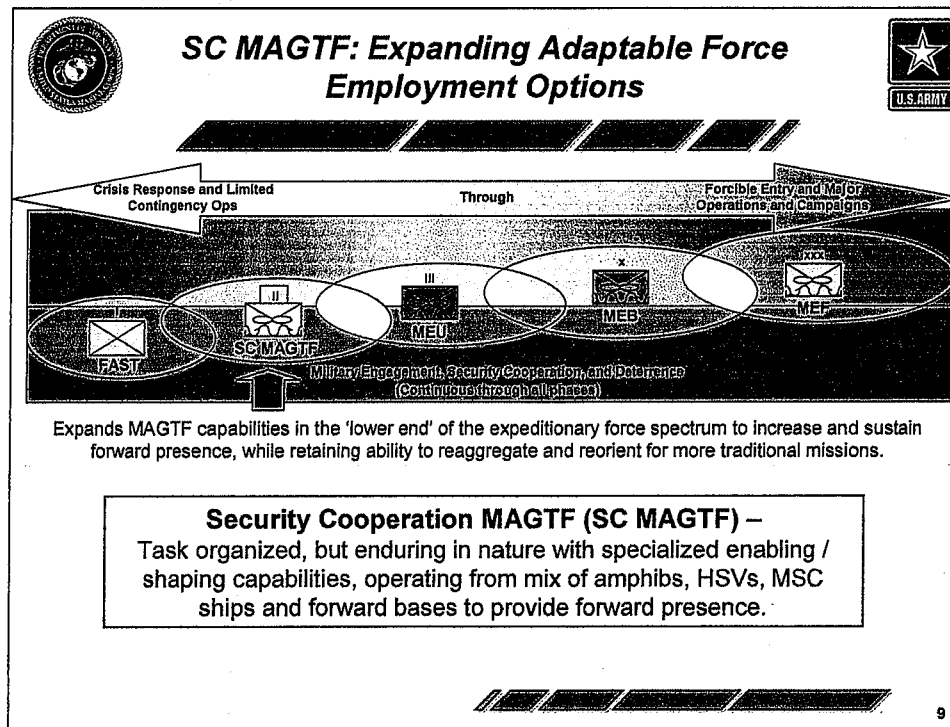 SC MAGTF: Expanding Adaptable Force
Employment Options
U.S.ARMY
Crisis Response and Limited
Contingency Ops
Through
Forcible Entry and Major
Operations and Campaigns
I
FAST
II
SC MAGTF
III
MEU
X
MEB
XXX
MEF
Military Engagement, Security Cooperation, and Deterrence
(Continuous through all phases)
Expands MAGTF capabilities in the 'lower end' of the expeditionary force spectrum to increase and sustain
forward presence, while retaining ability to reaggregate and reorient for more traditional missions.
Security Cooperation MAGTF (SC MAGTF) –
Task organized, but enduring in nature with specialized enabling /
shaping capabilities, operating from mix of amphibs, HSVs, MSC
ships and forward bases to provide forward presence.
9